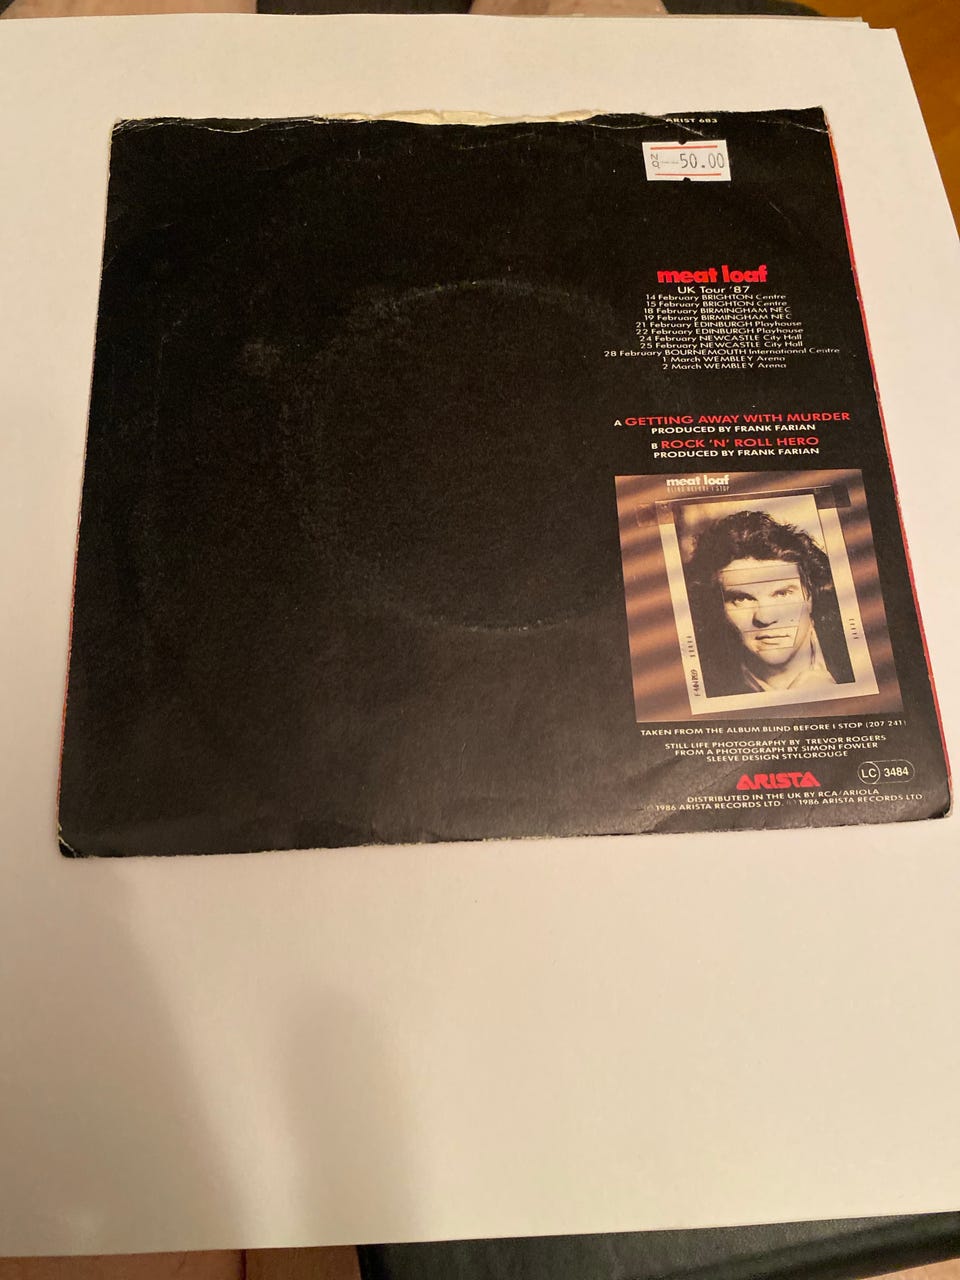 ARIST 683
NQ 50.00
meat loaf
UK Tour '87
14 February BRIGHTON Centre
15 February BRIGHTON Centre
18 February BIRMINGHAM NEC
19 February BIRMINGHAM NEC
21 February EDINBURGH Playhouse
22 February EDINBURGH Playhouse
24 February NEWCASTLE City Hall
25 February NEWCASTLE City Hall
28 February BOURNEMOUTH International Centre
1 March WEMBLEY Arena
2 March WEMBLEY Arena
A GETTING AWAY WITH MURDER
PRODUCED BY FRANK FARIAN
B ROCK 'N' ROLL HERO
PRODUCED BY FRANK FARIAN
meat loaf
BLIND BEFORE I STOP
TAKEN FROM THE ALBUM BLIND BEFORE I STOP (207 241)
STILL LIFE PHOTOGRAPHY BY TREVOR ROGERS
FROM A PHOTOGRAPH BY SIMON FOWLER
SLEEVE DESIGN STYLOROUGE
ARISTA
LC 3484
DISTRIBUTED IN THE UK BY RCA/ARIOLA
℗ 1986 ARISTA RECORDS LTD. © 1986 ARISTA RECORDS LTD